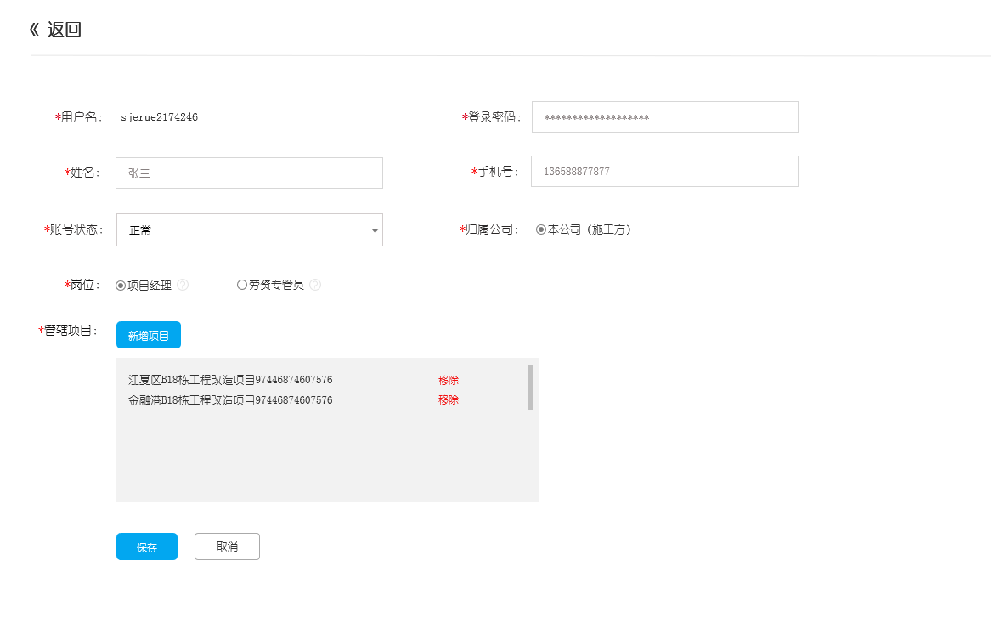 《 返回
*用户名： sjerue2174246 *登录密码： *******************
*姓名： 张三 *手机号： 136588877877
*账号状态： 正常 *归属公司： 本公司（施工方）
*岗位： 项目经理 ? 劳资专管员 ?
*管辖项目： 新增项目
江夏区B18栋工程改造项目97446874607576 移除
金融港B18栋工程改造项目97446874607576 移除
保存 取消